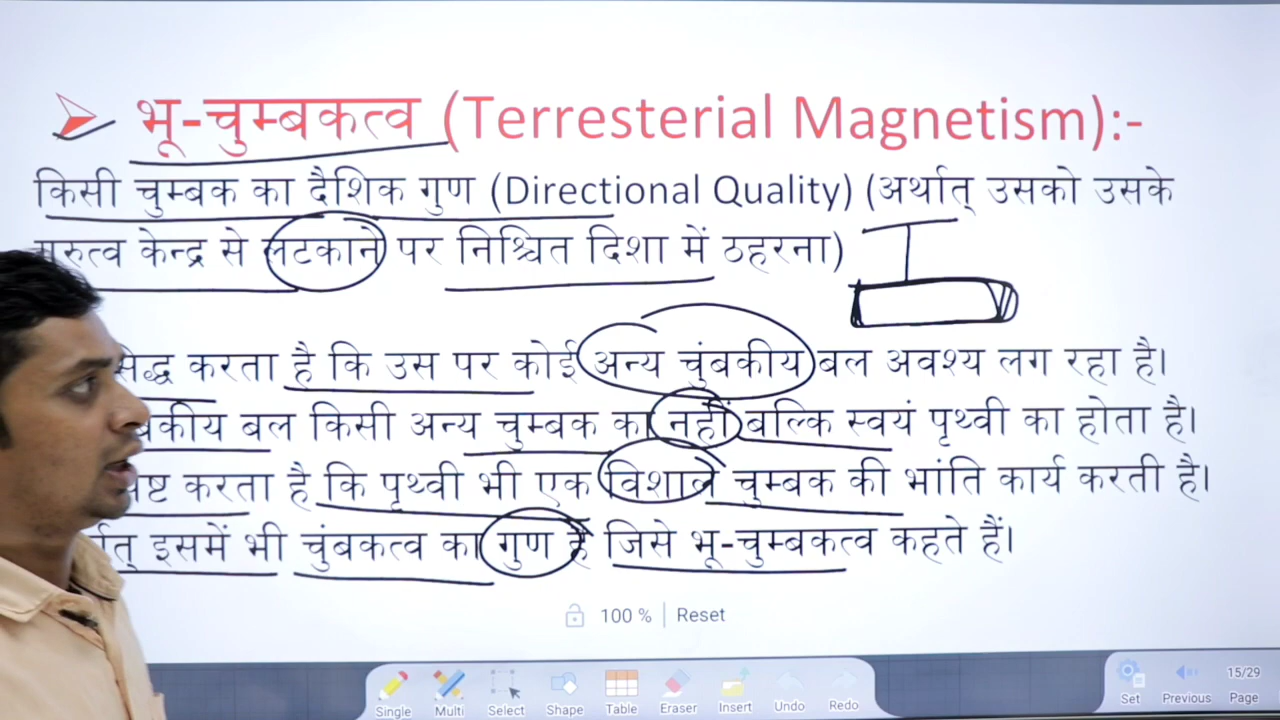 भू-चुम्बकत्व (Terresterial Magnetism):-
किसी चुम्बक का दैशिक गुण (Directional Quality) (अर्थात् उसको उसके
गुरुत्व केन्द्र से लटकाने पर निश्चित दिशा में ठहरना)
करता है कि उस पर कोई अन्य चुंबकीय बल अवश्य लग रहा है।
बल किसी अन्य चुम्बक का नहीं बल्कि स्वयं पृथ्वी का होता है।
करता है कि पृथ्वी भी एक विशाल चुम्बक की भांति कार्य करती है।
इसमें भी चुंबकत्व का गुण है जिसे भू-चुम्बकत्व कहते हैं।
100 % | Reset
Single Multi Select Shape Table Eraser Insert Undo Redo
Set Previous 15/29 Page